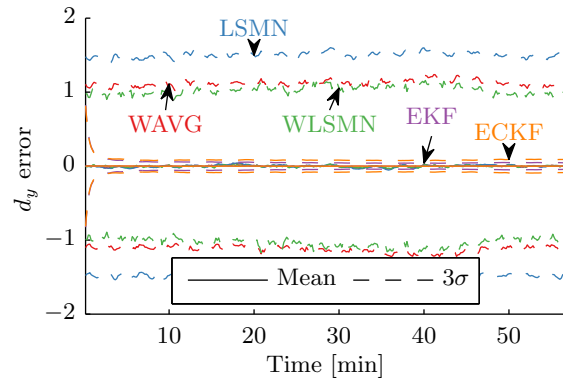 2
LSMN
1
WAVG
WLSMN
EKF
ECKF
0
d_y error
−1
Mean
3σ
−2
10
20
30
40
50
Time [min]